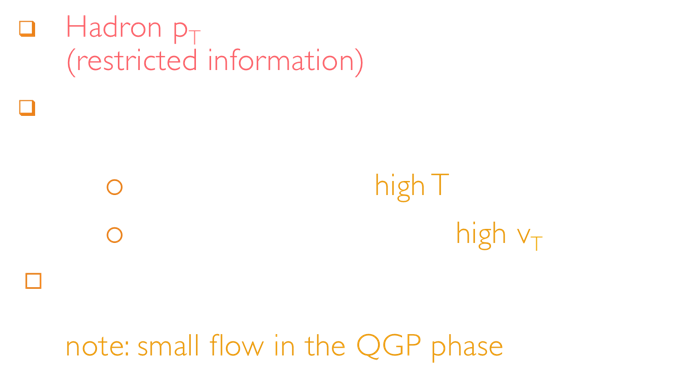 Hadron pT
(restricted information)
high T
high vT
note: small flow in the QGP phase